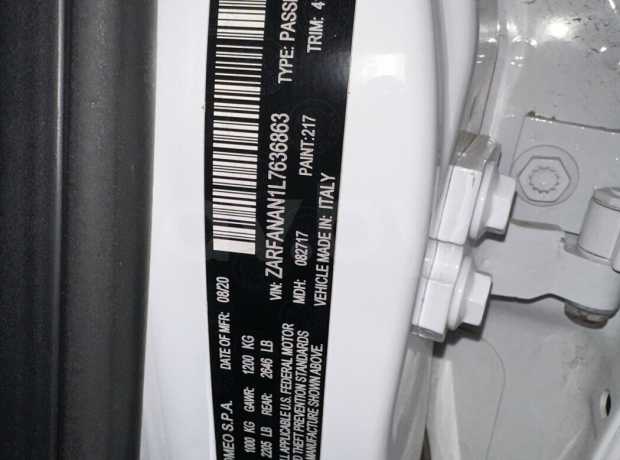 OMEO S.P.A. DATE OF MFR: 08/20
1000 KG GAWR: 1200 KG
2205 LB REAR: 2646 LB
VIN: ZARFANAN1L7636863 TYPE: PASS
MDH: 082717 PAINT:217 TRIM: 4
VEHICLE MADE IN: ITALY
LL APPLICABLE U.S. FEDERAL MOTOR
D THEFT PREVENTION STANDARDS
MANUFACTURE SHOWN ABOVE.